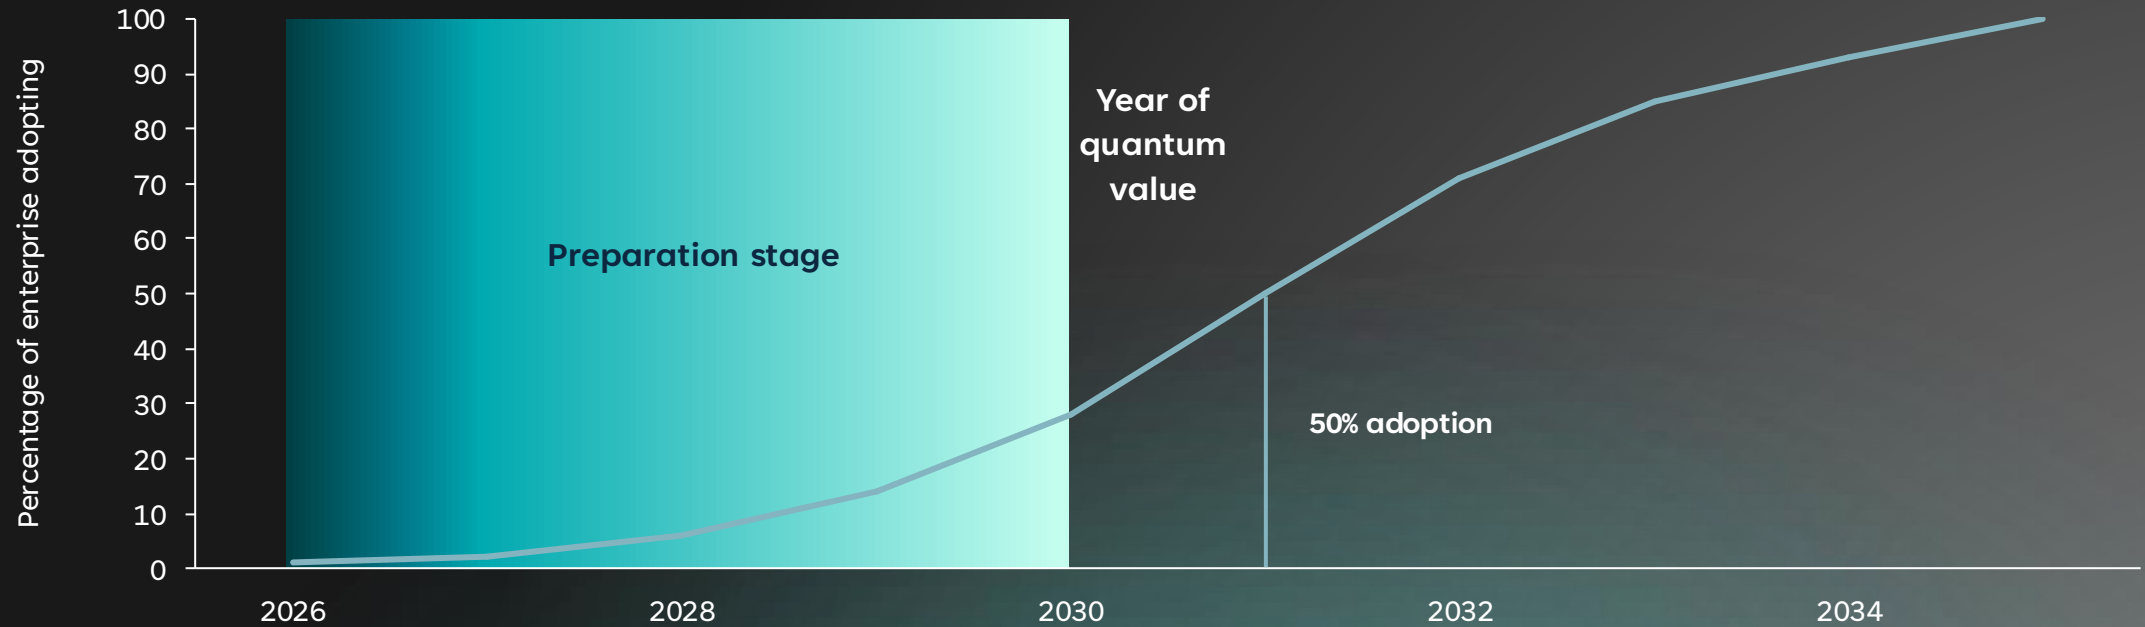 Percentage of enterprise adopting
100
90
80
70
60
50
40
30
20
10
0
Preparation stage
Year of
quantum
value
50% adoption
2026
2028
2030
2032
2034